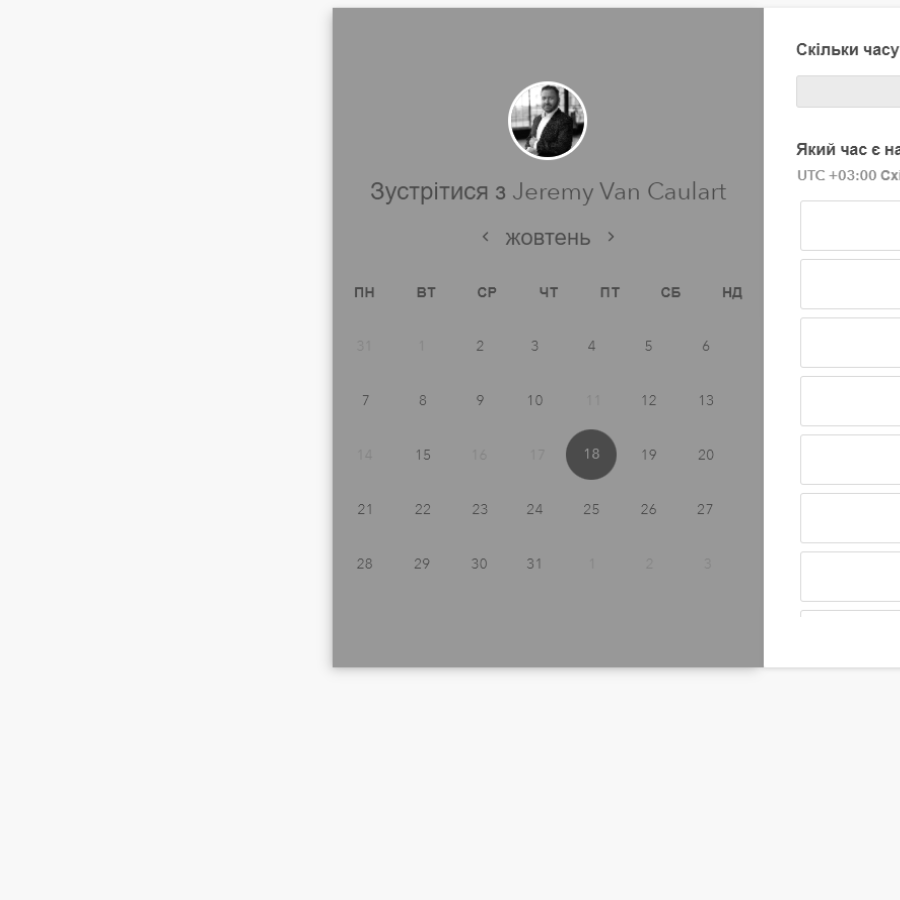 Зустрітися з Jeremy Van Caulart
жовтень
ПН ВТ СР ЧТ ПТ СБ НД
31 1 2 3 4 5 6
7 8 9 10 11 12 13
14 15 16 17 18 19 20
21 22 23 24 25 26 27
28 29 30 31 1 2 3
Скільки часу
Який час є
UTC +03:00